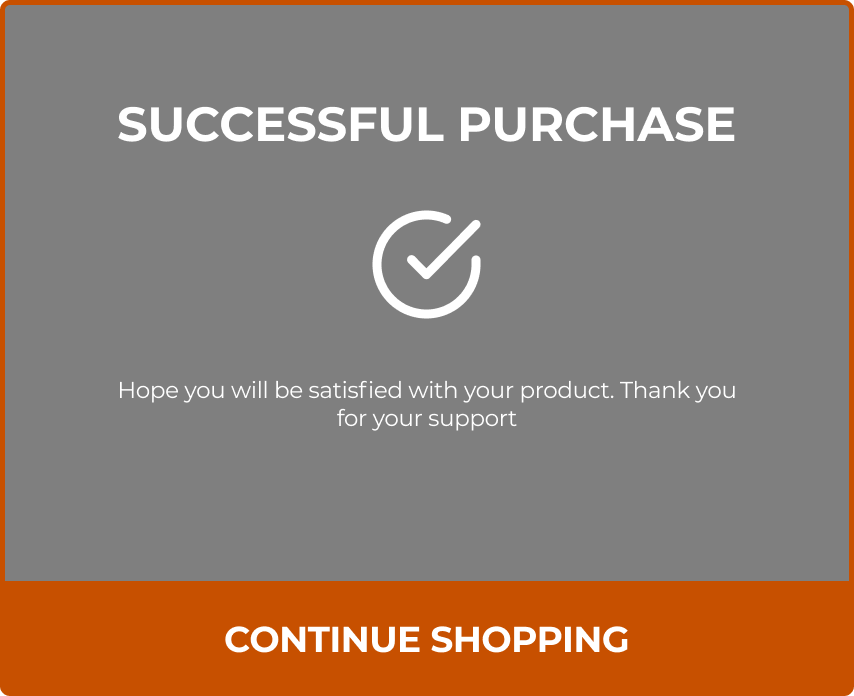 SUCCESSFUL PURCHASE
Hope you will be satisfied with your product. Thank you
for your support
CONTINUE SHOPPING